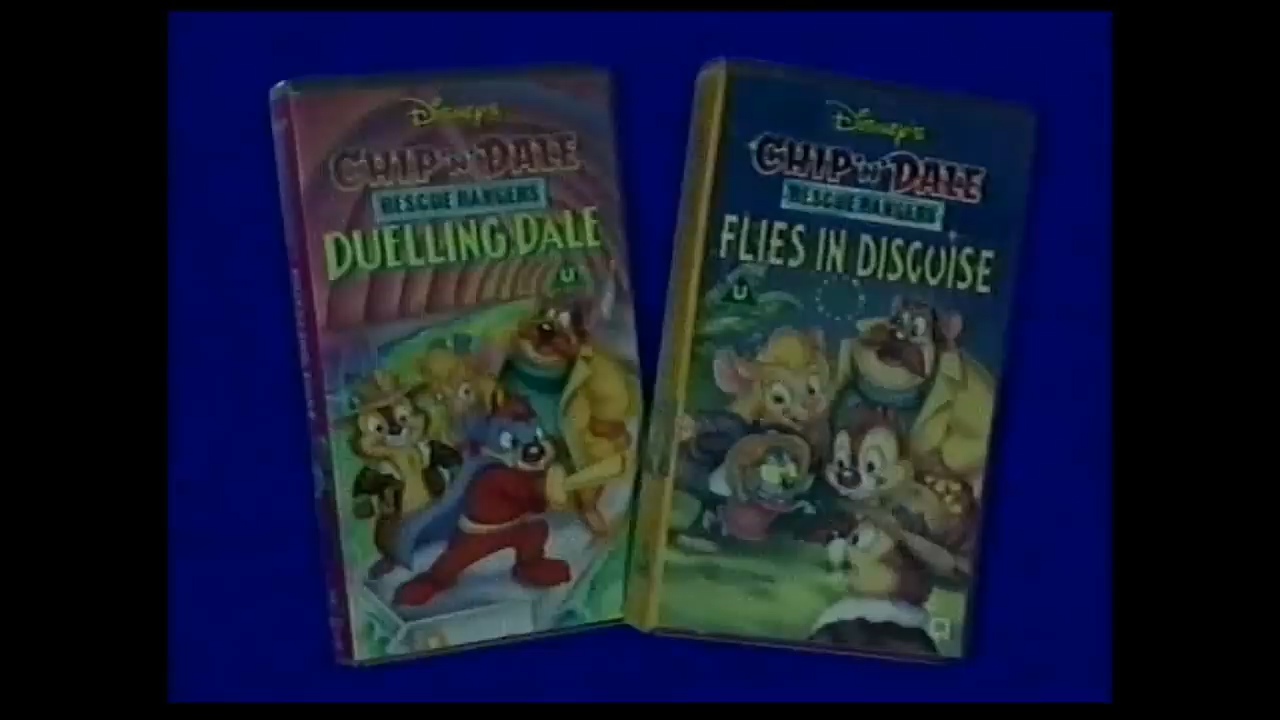 Disney's
CHIP 'N' DALE
RESCUE RANGERS
DUELLING DALE
U
Disney's
CHIP 'N' DALE
RESCUE RANGERS
FLIES IN DISGUISE
U